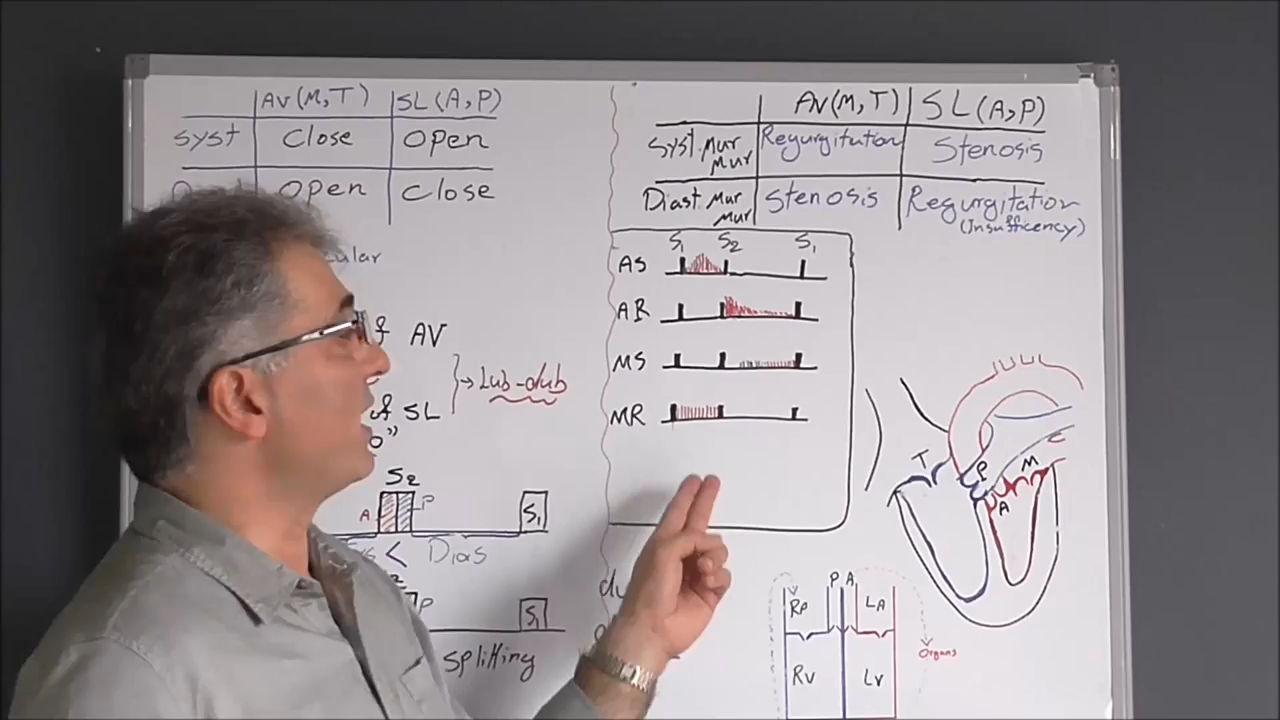 AV(M,T) SL(A,P)
Syst Close Open
Open Close
cular
of AV
→ Lub-dub
of SL
S2
A P S1
< Dias
P S1
splitting
AV(M,T) SL(A,P)
Syst. Mur Mur Regurgitation Stenosis
Diast Mur Mur Stenosis Regurgitation
(Insufficency)
S1 S2 S1
AS
AR
MS
MR
T P M
A
P A
RA LA
Organs
RV LV